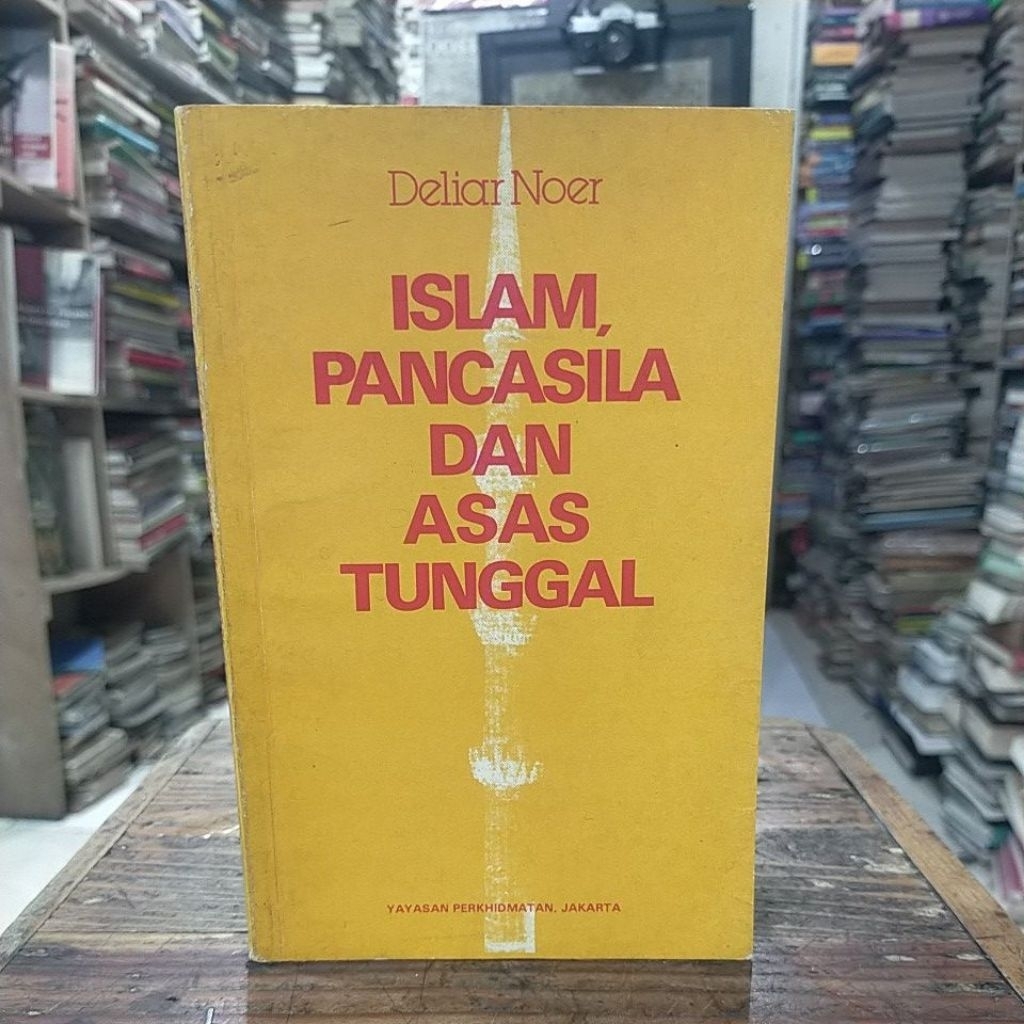 Deliar Noer
ISLAM,
PANCASILA
DAN
ASAS
TUNGGAL
YAYASAN PERKHIDMATAN, JAKARTA